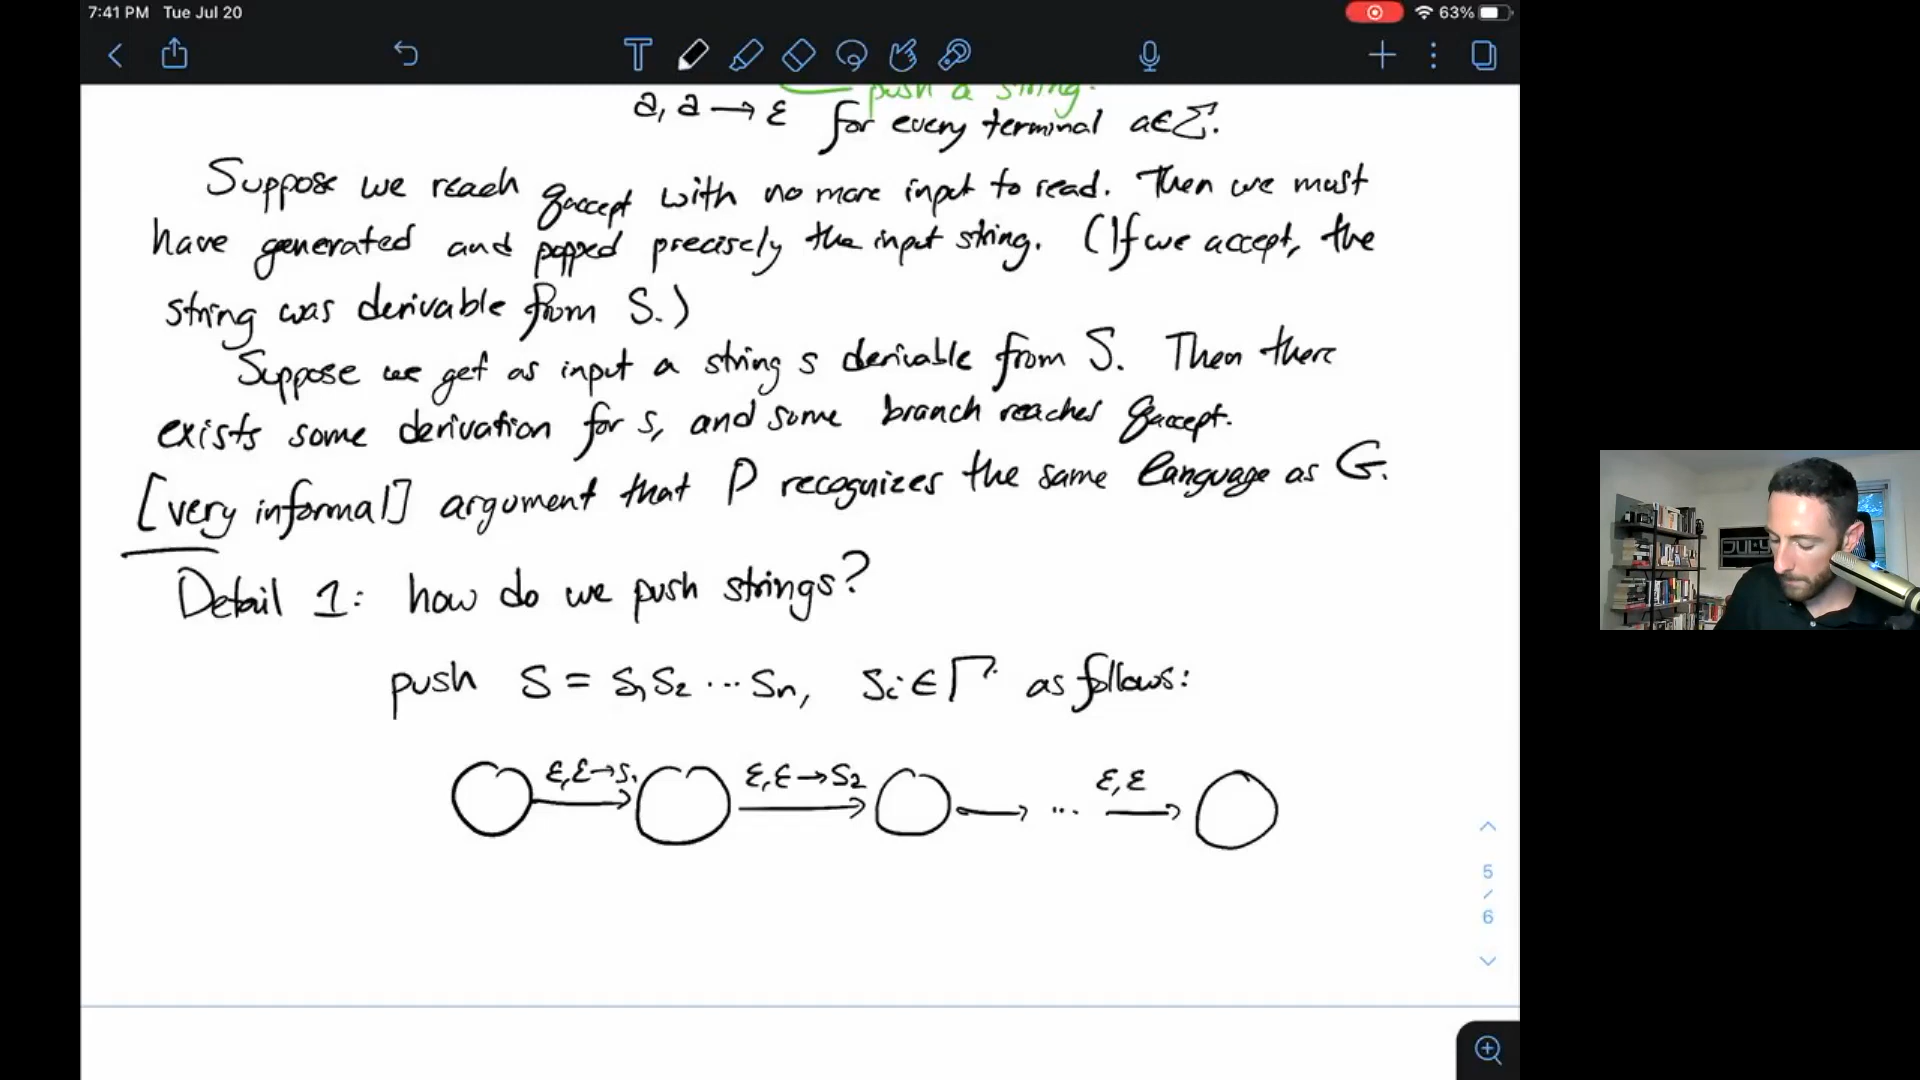 7:41 PM Tue Jul 20
63%
push a string.
a, a → ε for every terminal a∈Σ.
Suppose we reach qaccept with no more input to read. Then we must
have generated and popped precisely the input string. (If we accept, the
string was derivable from S.)
Suppose we get as input a string s derivable from S. Then there
exists some derivation for s, and some branch reaches qaccept.
[very informal] argument that P recognizes the same language as G.
Detail 1: how do we push strings?
push S = S1S2 ... Sn, Si∈Γ as follows:
ε,ε→S1 ε,ε→S2 ... ε,ε
5
/
6